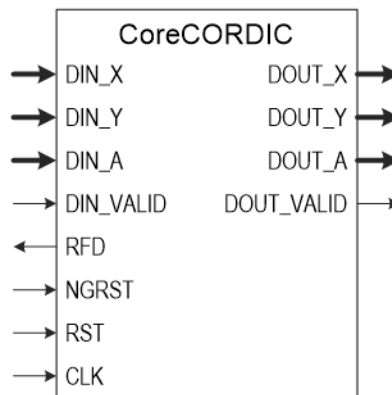 CoreCORDIC
DIN_X DOUT_X
DIN_Y DOUT_Y
DIN_A DOUT_A
DIN_VALID DOUT_VALID
RFD
NGRST
RST
CLK